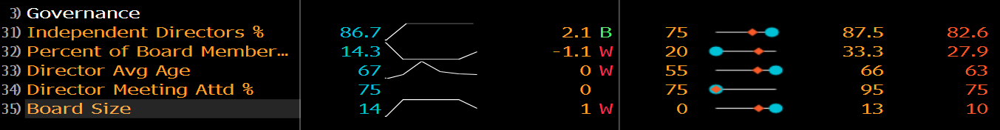 3) Governance
31) Independent Directors % 86.7 2.1 B 75 87.5 82.6
32) Percent of Board Member... 14.3 -1.1 W 20 33.3 27.9
33) Director Avg Age 67 0 W 55 66 63
34) Director Meeting Attd % 75 0 75 95 75
35) Board Size 14 1 W 0 13 10